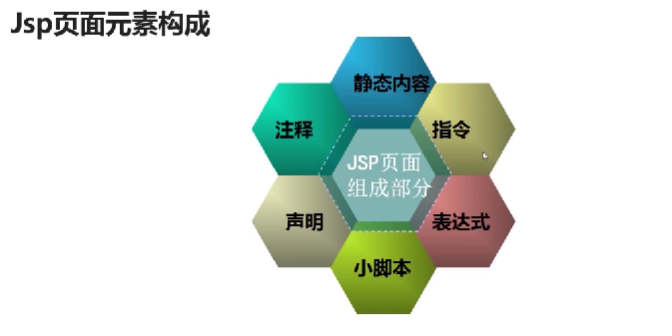 Jsp页面元素构成
静态内容
注释
指令
JSP页面
组成部分
声明
表达式
小脚本